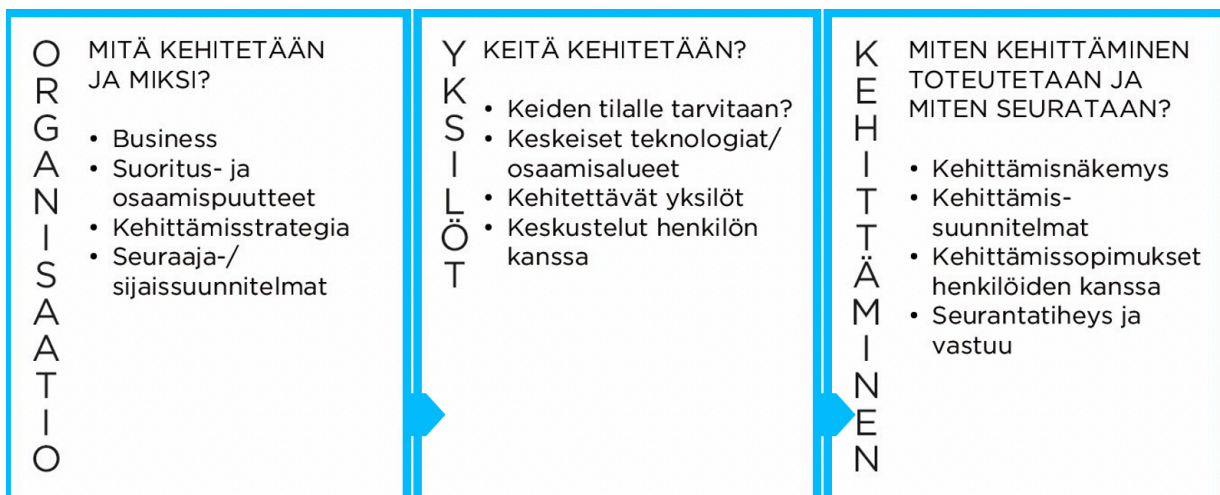 ORGANISAATIO
MITÄ KEHITETÄÄN
JA MIKSI?
• Business
• Suoritus- ja
osaamispuutteet
• Kehittämisstrategia
• Seuraaja-/
sijaissuunnitelmat
YKSILÖT
KEITÄ KEHITETÄÄN?
• Keiden tilalle tarvitaan?
• Keskeiset teknologiat/
osaamisalueet
• Kehitettävät yksilöt
• Keskustelut henkilön
kanssa
KEHITTÄMINEN
MITEN KEHITTÄMINEN
TOTEUTETAAN JA
MITEN SEURATAAN?
• Kehittämisnäkemys
• Kehittämis-
suunnitelmat
• Kehittämissopimukset
henkilöiden kanssa
• Seurantatiheys ja
vastuu